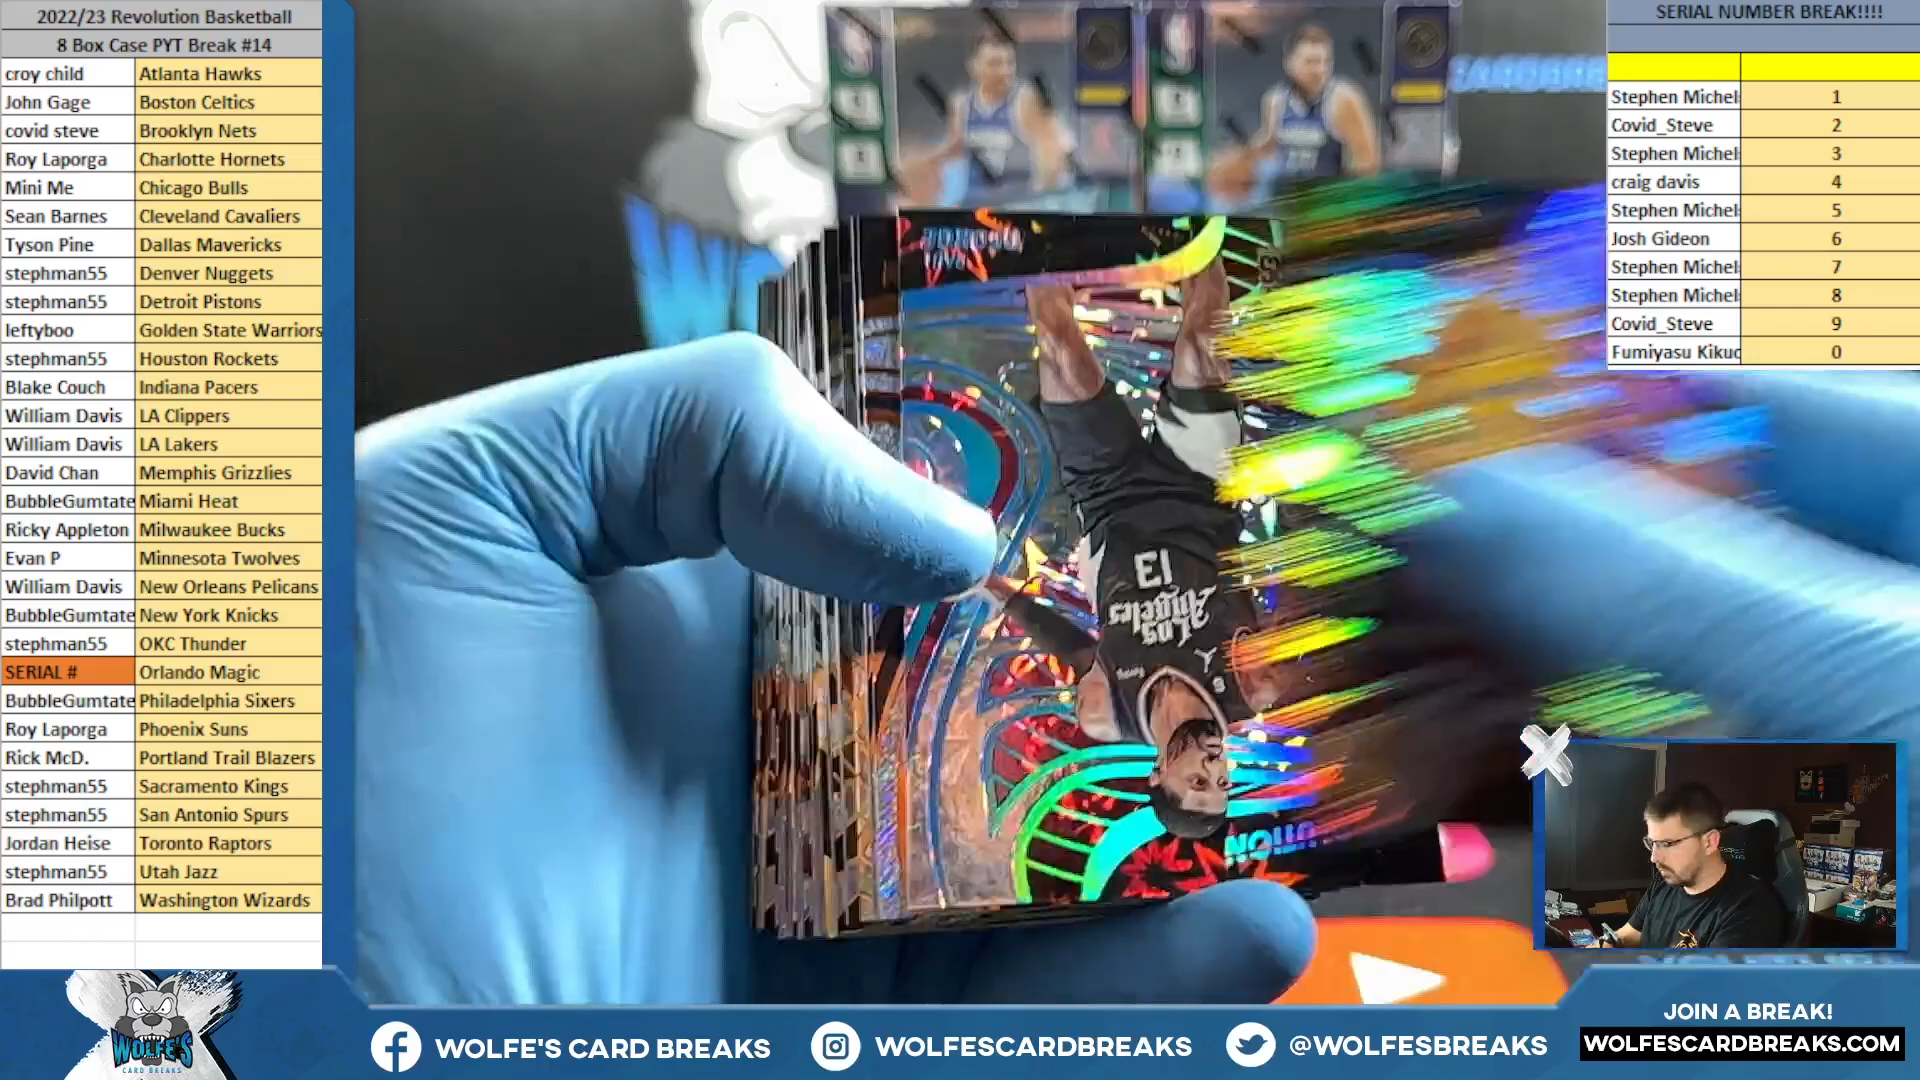 2022/23 Revolution Basketball
8 Box Case PYT Break #14
croy child Atlanta Hawks
John Gage Boston Celtics
covid steve Brooklyn Nets
Roy Laporga Charlotte Hornets
Mini Me Chicago Bulls
Sean Barnes Cleveland Cavaliers
Tyson Pine Dallas Mavericks
stephman55 Denver Nuggets
stephman55 Detroit Pistons
leftyboo Golden State Warriors
stephman55 Houston Rockets
Blake Couch Indiana Pacers
William Davis LA Clippers
William Davis LA Lakers
David Chan Memphis Grizzlies
BubbleGumtate Miami Heat
Ricky Appleton Milwaukee Bucks
Evan P Minnesota Twolves
William Davis New Orleans Pelicans
BubbleGumtate New York Knicks
stephman55 OKC Thunder
SERIAL # Orlando Magic
BubbleGumtate Philadelphia Sixers
Roy Laporga Phoenix Suns
Rick McD. Portland Trail Blazers
stephman55 Sacramento Kings
stephman55 San Antonio Spurs
Jordan Heise Toronto Raptors
stephman55 Utah Jazz
Brad Philpott Washington Wizards
SERIAL NUMBER BREAK!!!!
Stephen Michel 1
Covid_Steve 2
Stephen Michel 3
craig davis 4
Stephen Michel 5
Josh Gideon 6
Stephen Michel 7
Stephen Michel 8
Covid_Steve 9
Fumiyasu Kikuc 0
13
Los
Angeles
WOLFE'S
CARD BREAKS
WOLFE'S CARD BREAKS
WOLFESCARDBREAKS
@WOLFESBREAKS
JOIN A BREAK!
WOLFESCARDBREAKS.COM